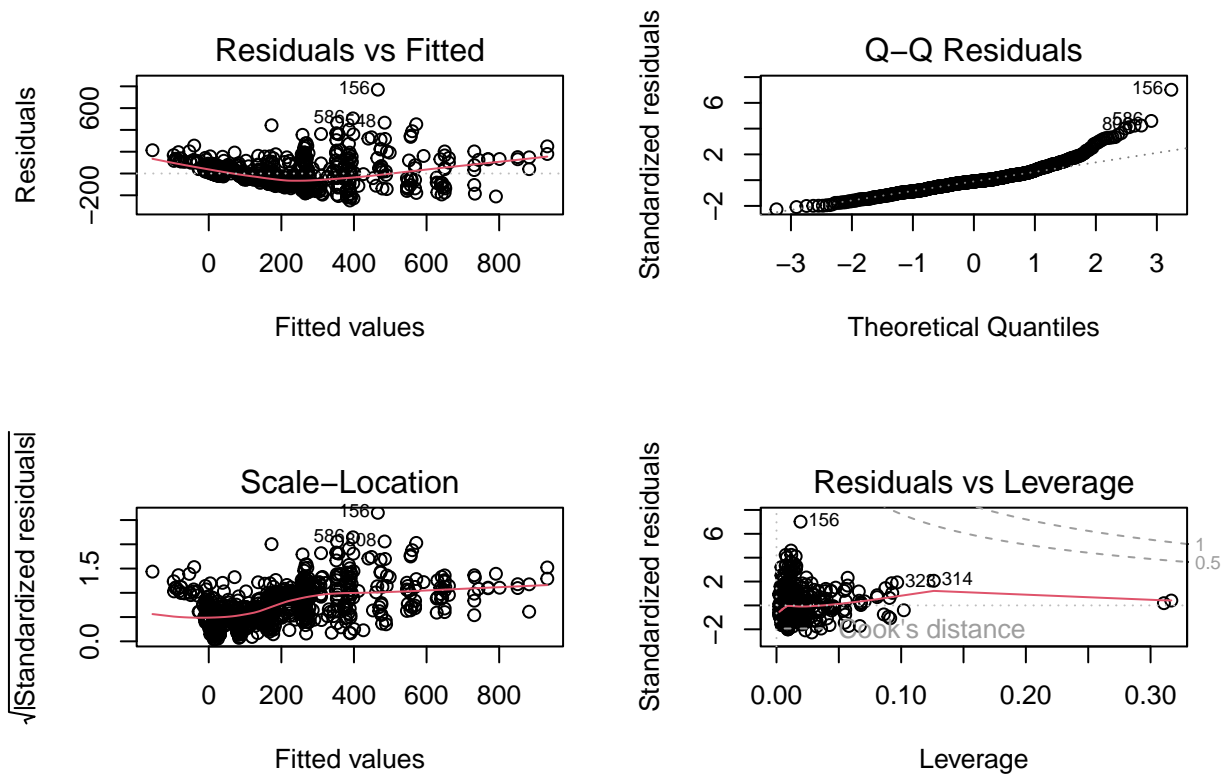 Residuals vs Fitted
Residuals
600
−200
156
586
548
0 200 400 600 800
Fitted values
Q−Q Residuals
Standardized residuals
6
2
−2
156
586
−3 −2 −1 0 1 2 3
Theoretical Quantiles
Scale−Location
√|Standardized residuals|
1.5
0.0
156
586
0 200 400 600 800
Fitted values
Residuals vs Leverage
Standardized residuals
6
2
−2
156
323
314
1
0.5
Cook's distance
0.00 0.10 0.20 0.30
Leverage